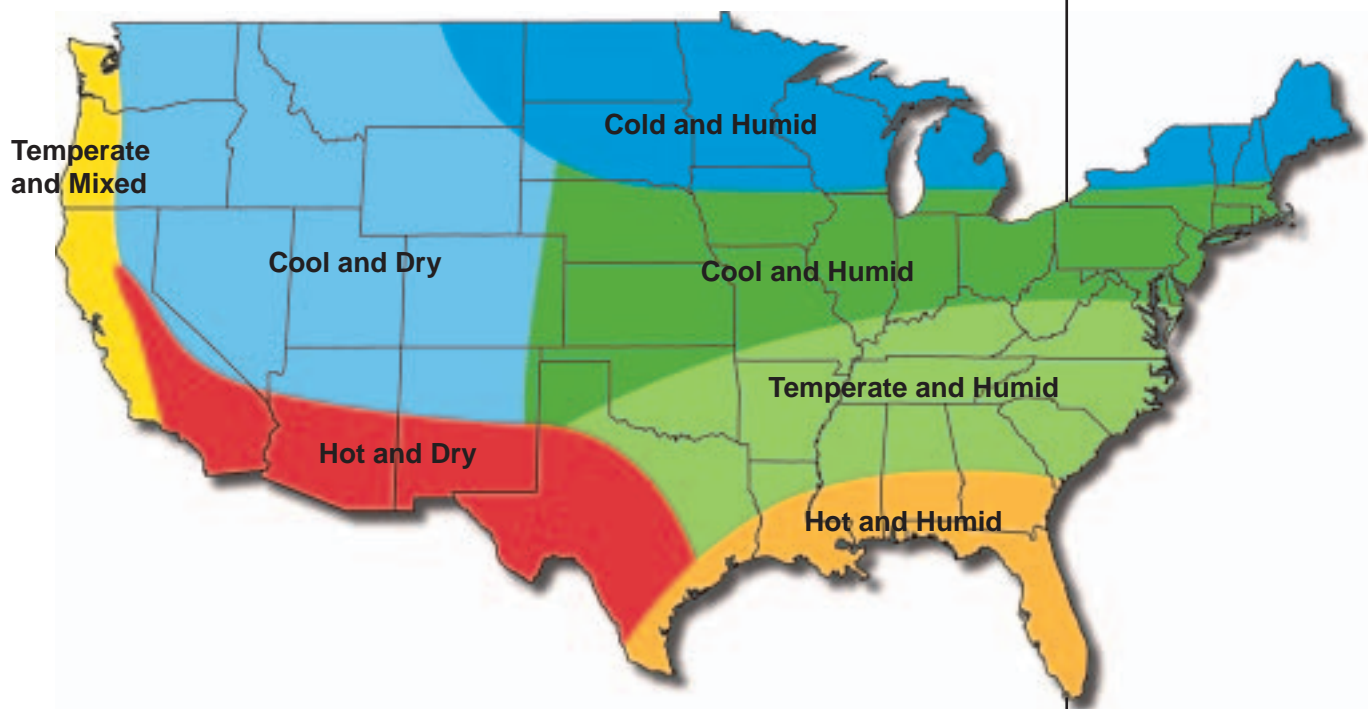 Cold and Humid
Temperate
and Mixed
Cool and Dry
Cool and Humid
Temperate and Humid
Hot and Dry
Hot and Humid